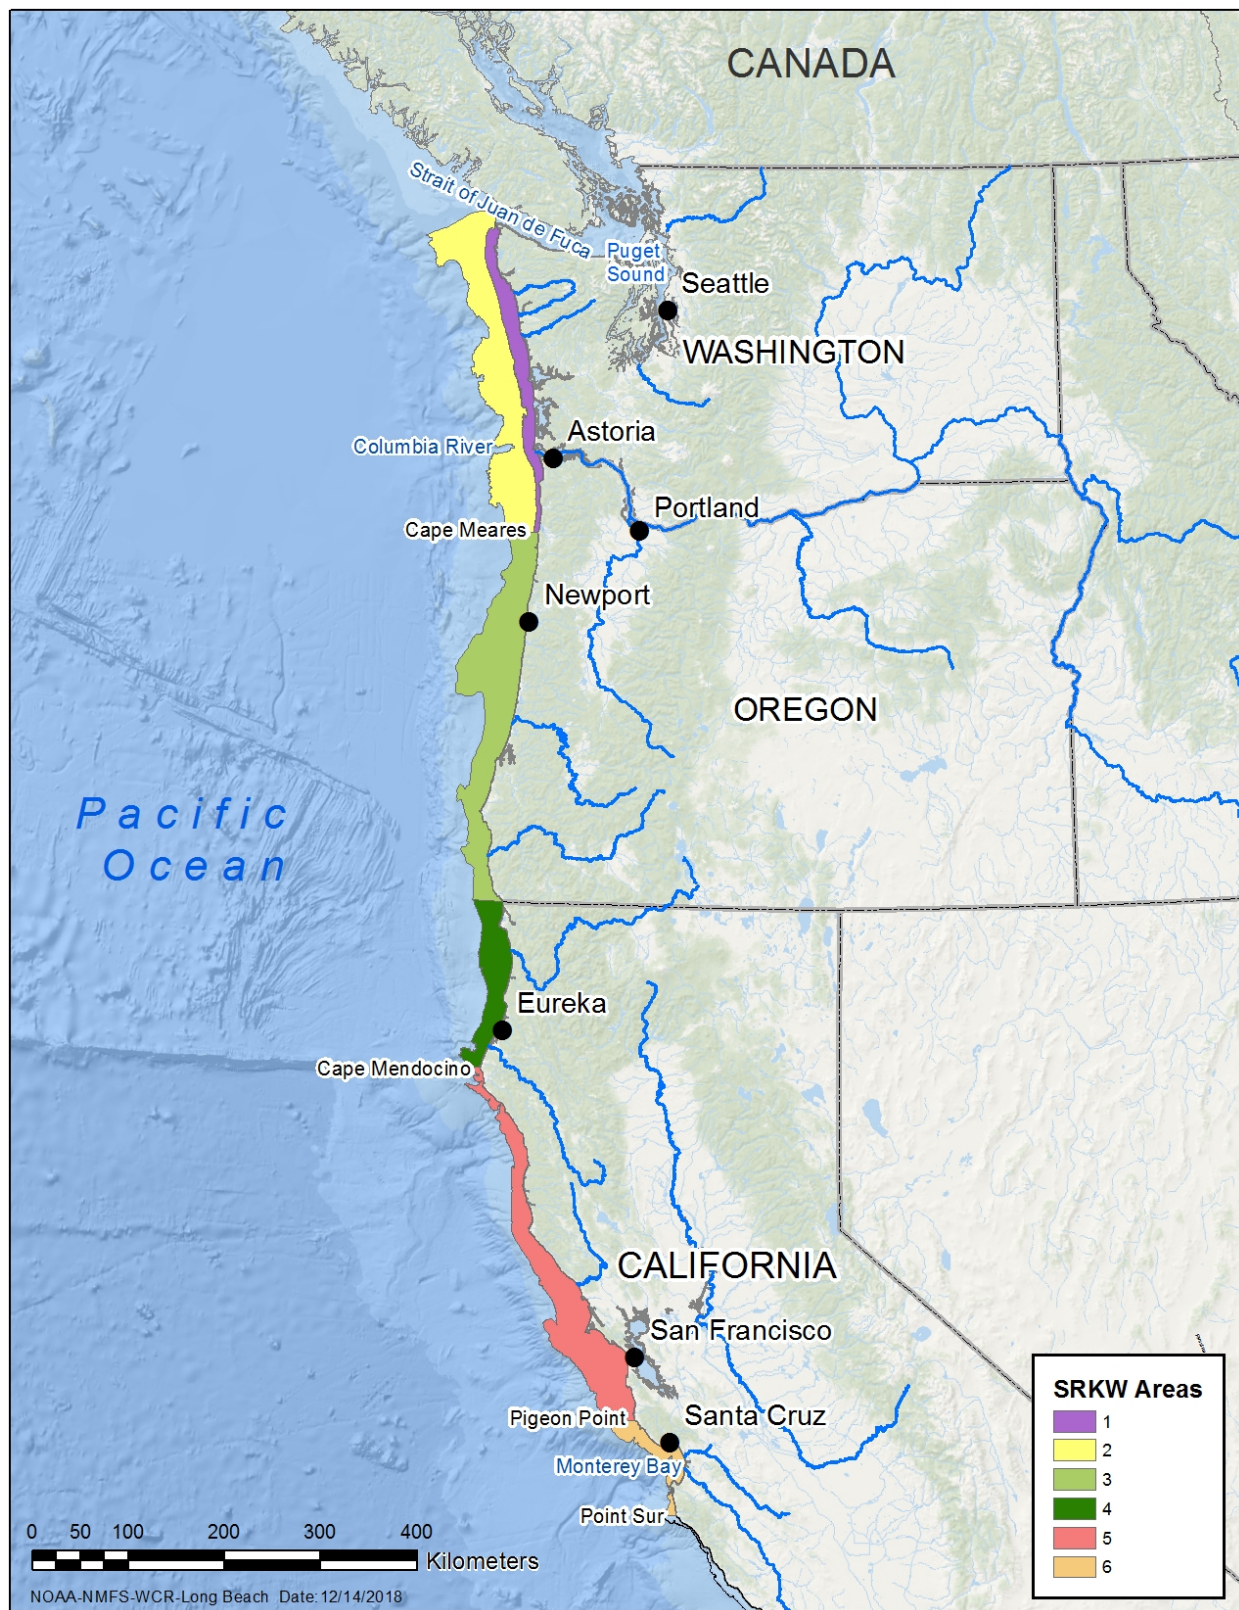 CANADA
Strait of Juan de Fuca
Puget
Sound
Seattle
WASHINGTON
Astoria
Columbia River
Portland
Cape Meares
Newport
OREGON
Pacific
Ocean
Eureka
Cape Mendocino
CALIFORNIA
San Francisco
Pigeon Point
Santa Cruz
Monterey Bay
Point Sur
SRKW Areas
1
2
3
4
5
6
0 50 100 200 300 400
Kilometers
NOAA-NMFS-WCR-Long Beach Date: 12/14/2018